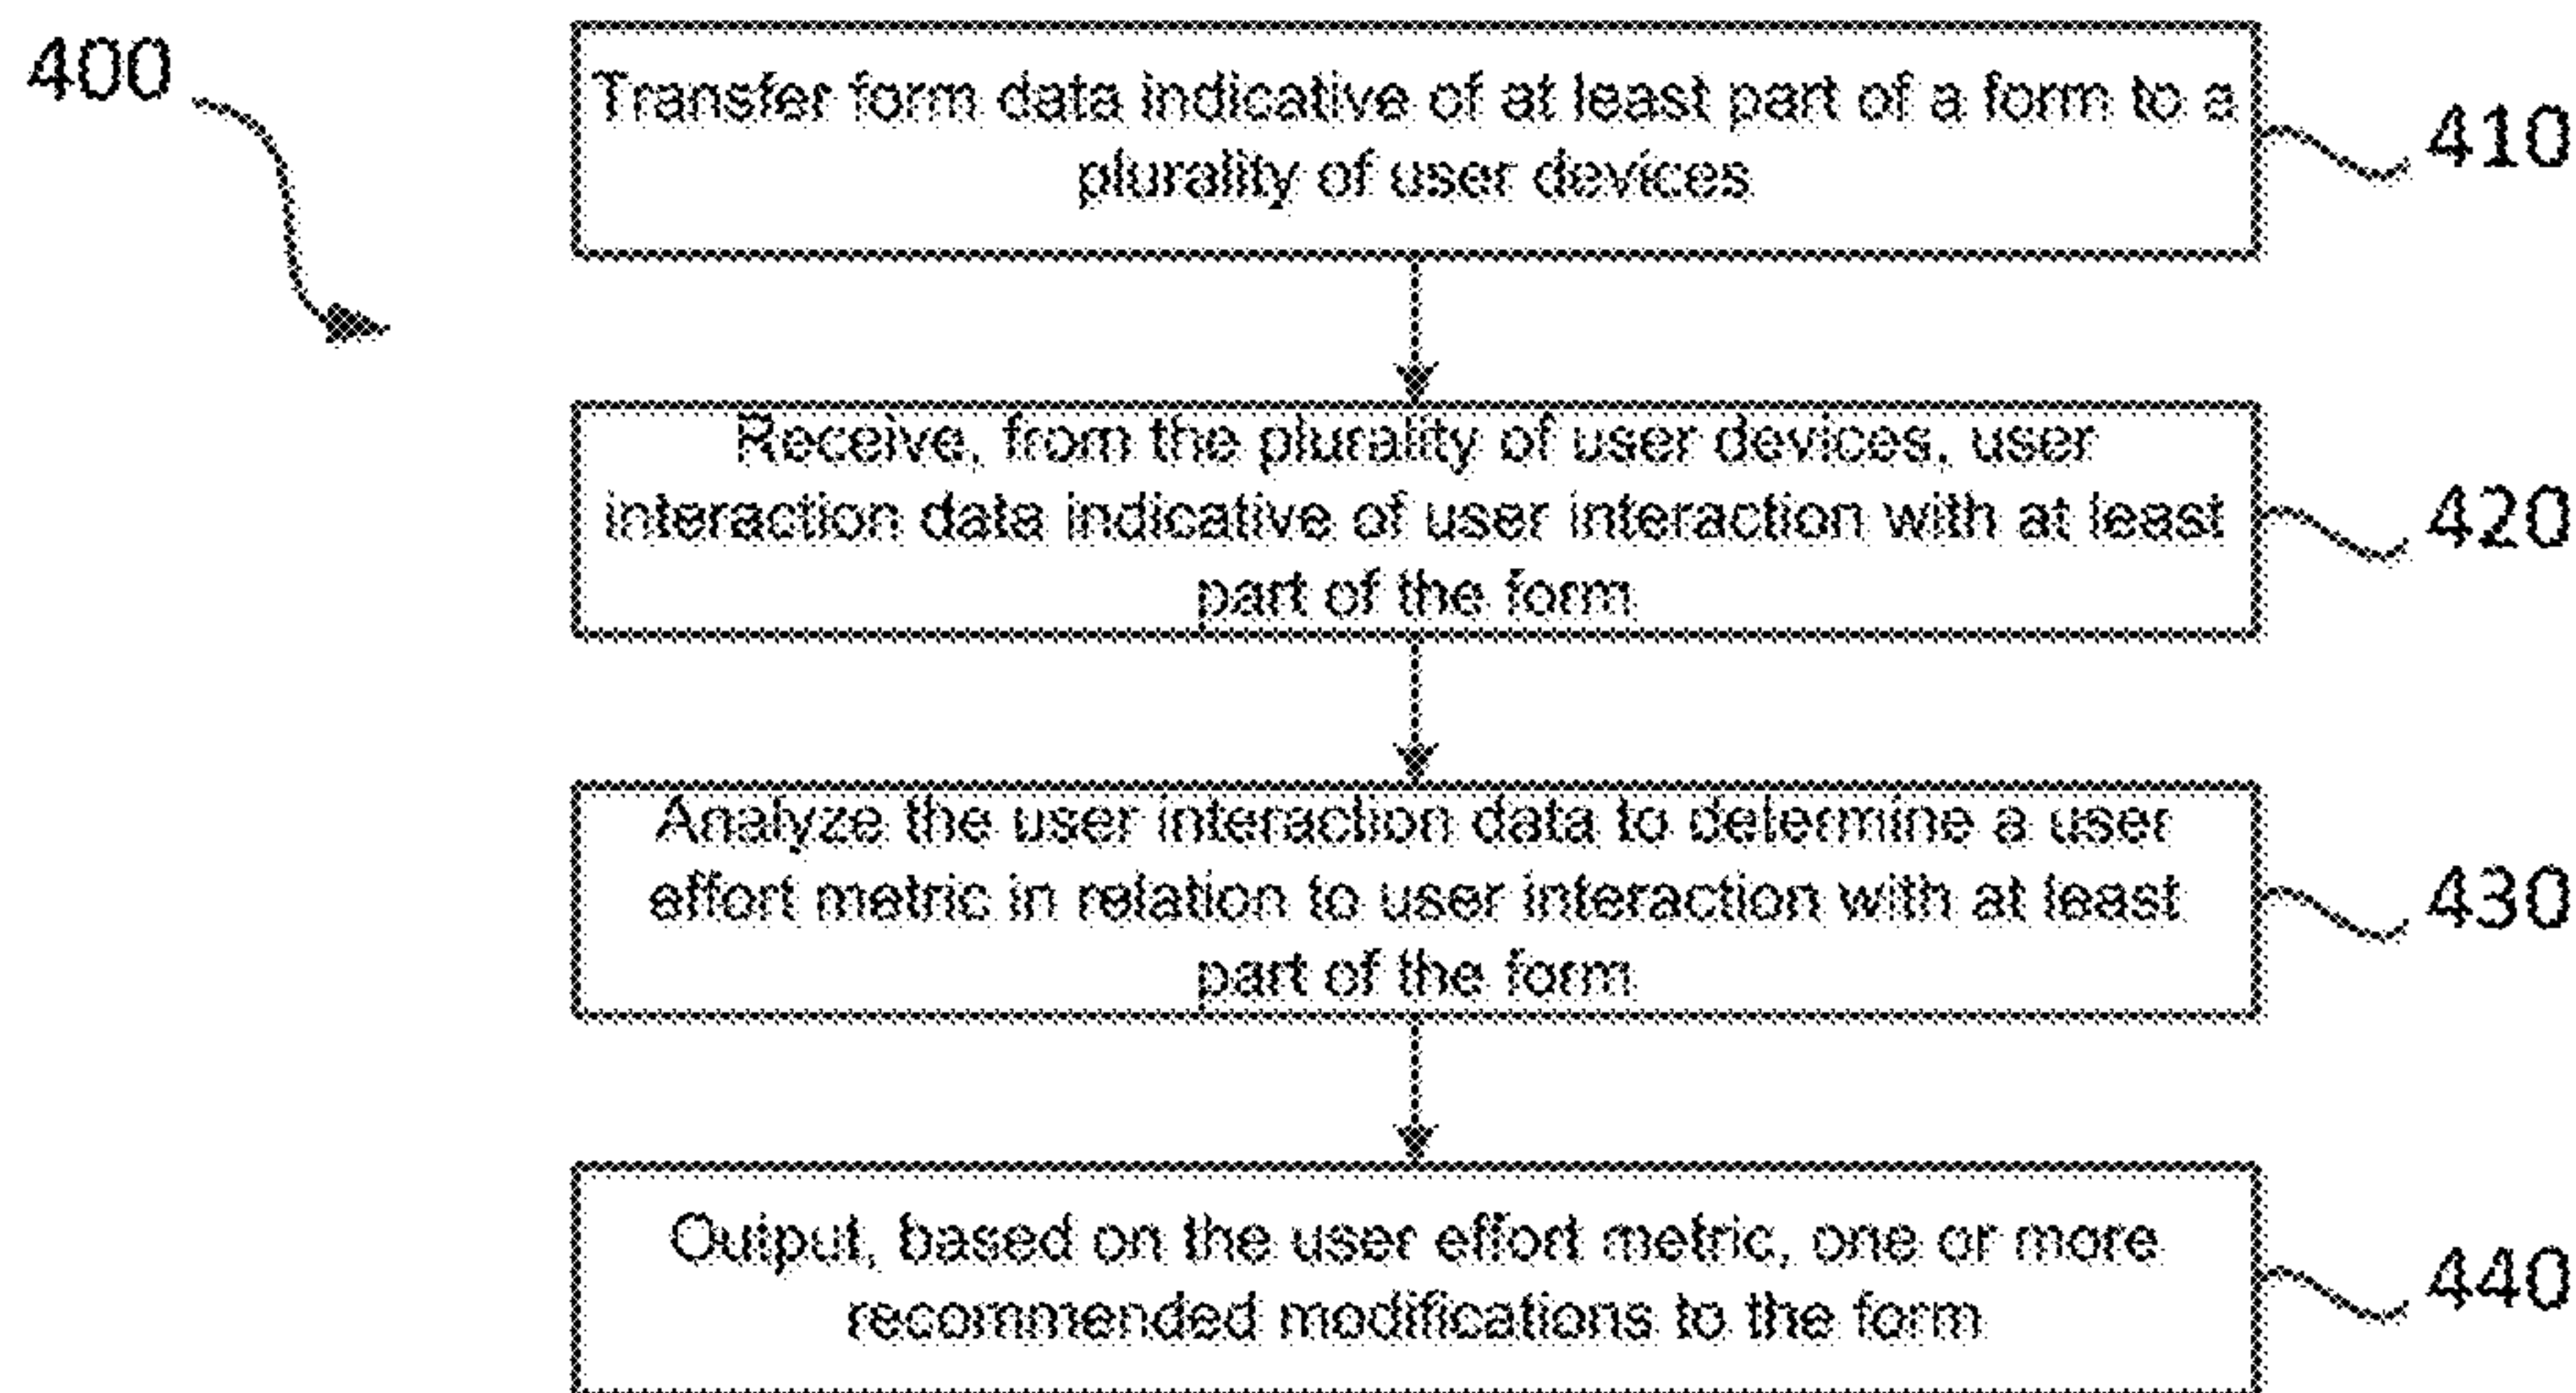 400
Transfer form data indicative of at least part of a form to a
plurality of user devices
410
Receive, from the plurality of user devices, user
interaction data indicative of user interaction with at least
part of the form
420
Analyze the user interaction data to determine a user
effort metric in relation to user interaction with at least
part of the form
430
Output, based on the user effort metric, one or more
recommended modifications to the form
440